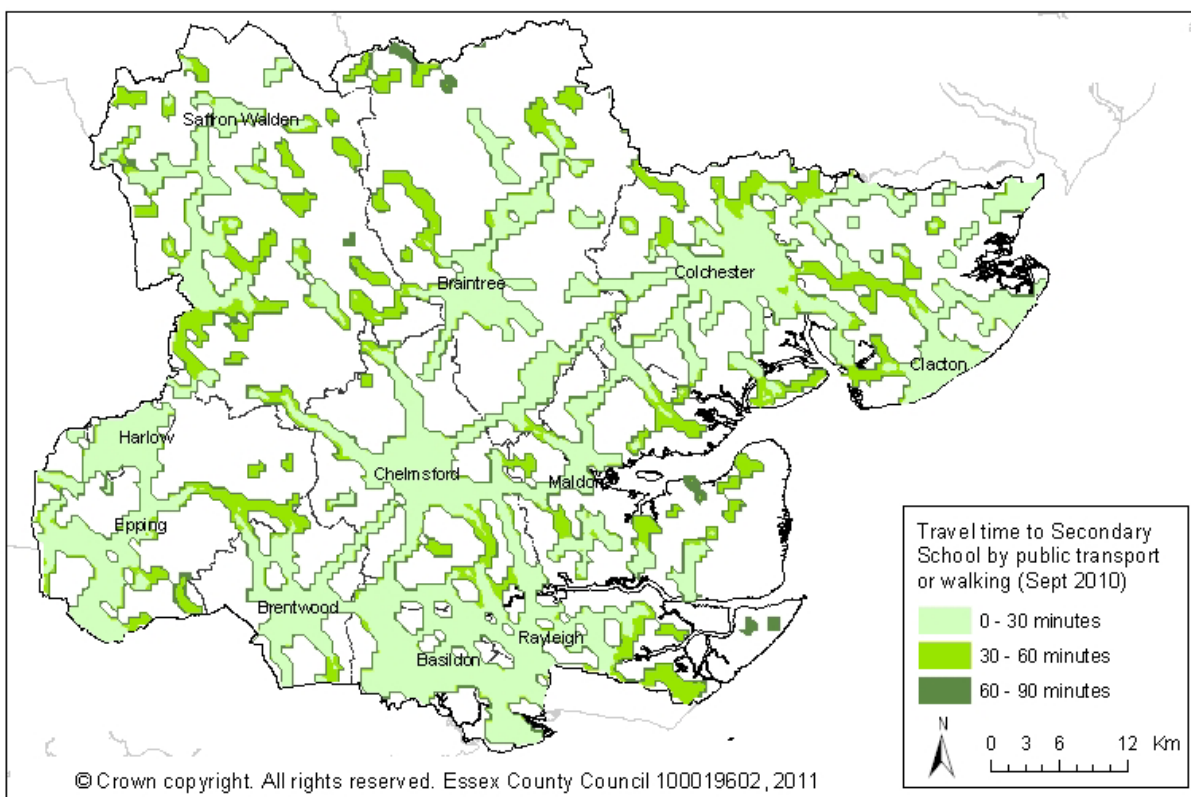 Saffron Walden
Braintree
Colchester
Clacton
Harlow
Chelmsford
Maldon
Epping
Brentwood
Rayleigh
Basildon
Travel time to Secondary
School by public transport
or walking (Sept 2010)
0 - 30 minutes
30 - 60 minutes
60 - 90 minutes
N
0 3 6 12 Km
© Crown copyright. All rights reserved. Essex County Council 100019602, 2011